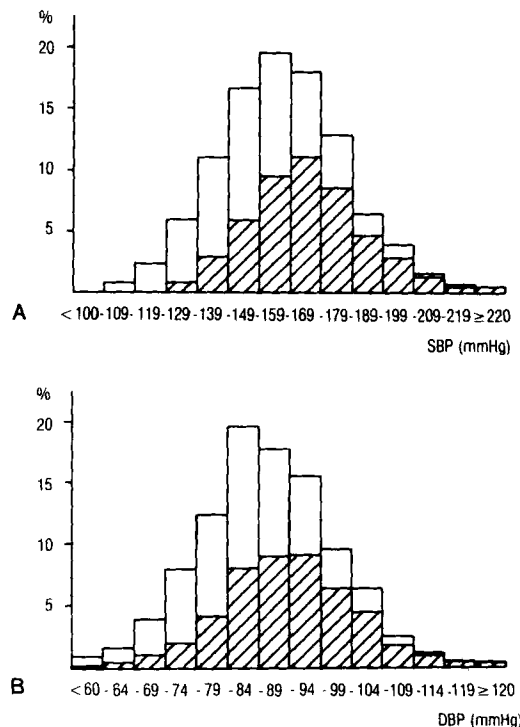 %
20
15
10
5
A
< 100 -109 - 119 -129 -139 -149 -159 -169 -179 -189 -199 -209 -219 ≥ 220
SBP (mmHg)
%
20
15
10
5
B
< 60 - 64 - 69 - 74 - 79 - 84 - 89 - 94 - 99 - 104 -109 - 114 -119 ≥ 120
DBP (mmHg)